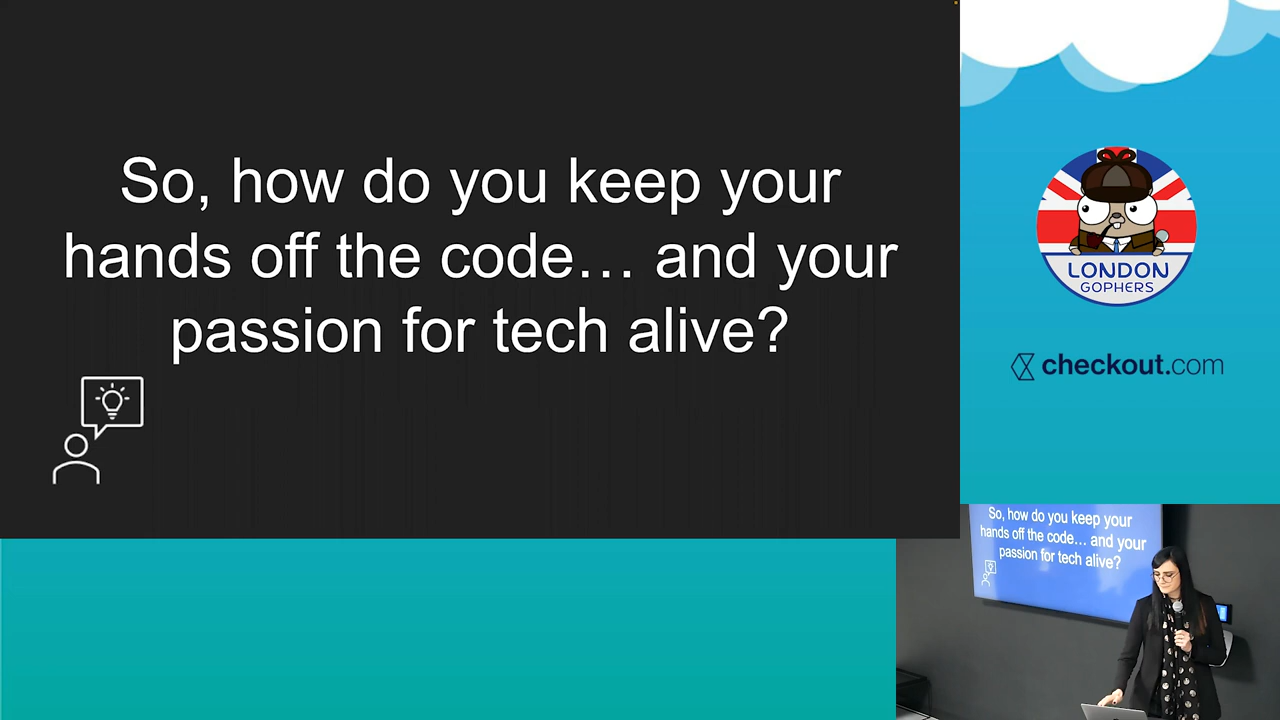 So, how do you keep your
hands off the code… and your
passion for tech alive?
LONDON
GOPHERS
checkout.com
So, how do you keep your
hands off the code... and your
passion for tech alive?